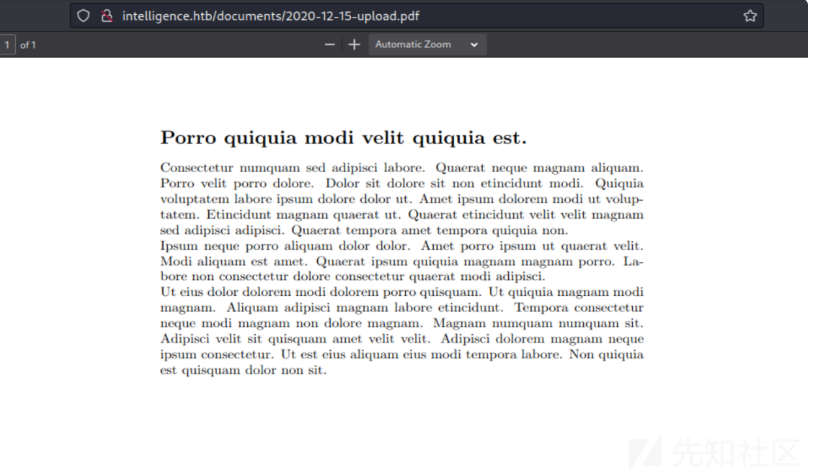 intelligence.htb/documents/2020-12-15-upload.pdf
1 of 1
Automatic Zoom
Porro quiquia modi velit quiquia est.
Consectetur numquam sed adipisci labore. Quaerat neque magnam aliquam.
Porro velit porro dolore. Dolor sit dolore sit non etincidunt modi. Quiquia
voluptatem labore ipsum dolore dolor ut. Amet ipsum dolorem modi ut volup-
tatem. Etincidunt magnam quaerat ut. Quaerat etincidunt velit velit magnam
sed adipisci adipisci. Quaerat tempora amet tempora quiquia non.
Ipsum neque porro aliquam dolor dolor. Amet porro ipsum ut quaerat velit.
Modi aliquam est amet. Quaerat ipsum quiquia magnam magnam porro. La-
bore non consectetur dolore consectetur quaerat modi adipisci.
Ut eius dolor dolorem modi dolorem porro quisquam. Ut quiquia magnam modi
magnam. Aliquam adipisci magnam labore etincidunt. Tempora consectetur
neque modi magnam non dolore magnam. Magnam numquam numquam sit.
Adipisci velit sit quisquam amet velit velit. Adipisci dolorem magnam neque
ipsum consectetur. Ut est eius aliquam eius modi tempora labore. Non quiquia
est quisquam dolor non sit.
先知社区